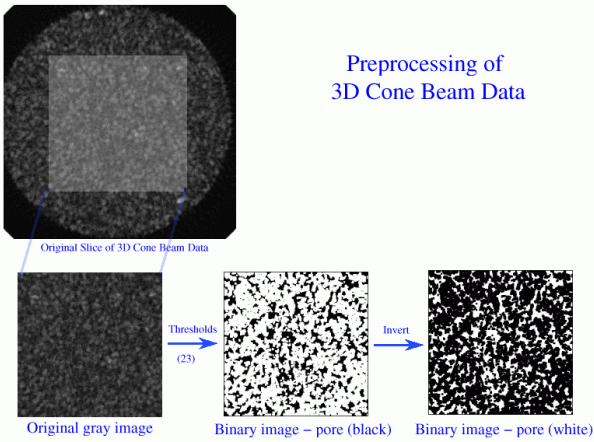 Preprocessing of
3D Cone Beam Data
Original Slice of 3D Cone Beam Data
Thresholds
(23)
Invert
Original gray image
Binary image − pore (black)
Binary image − pore (white)